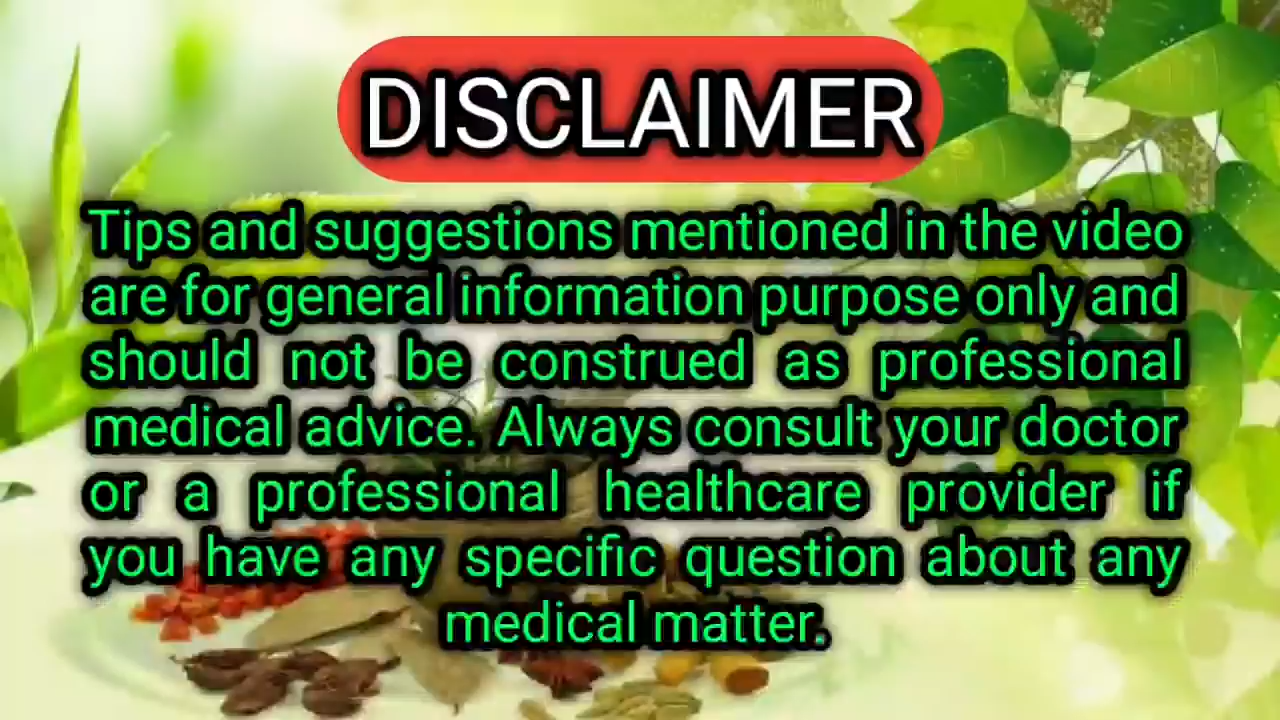 DISCLAIMER
Tips and suggestions mentioned in the video
are for general information purpose only and
should not be construed as professional
medical advice. Always consult your doctor
or a professional healthcare provider if
you have any specific question about any
medical matter.